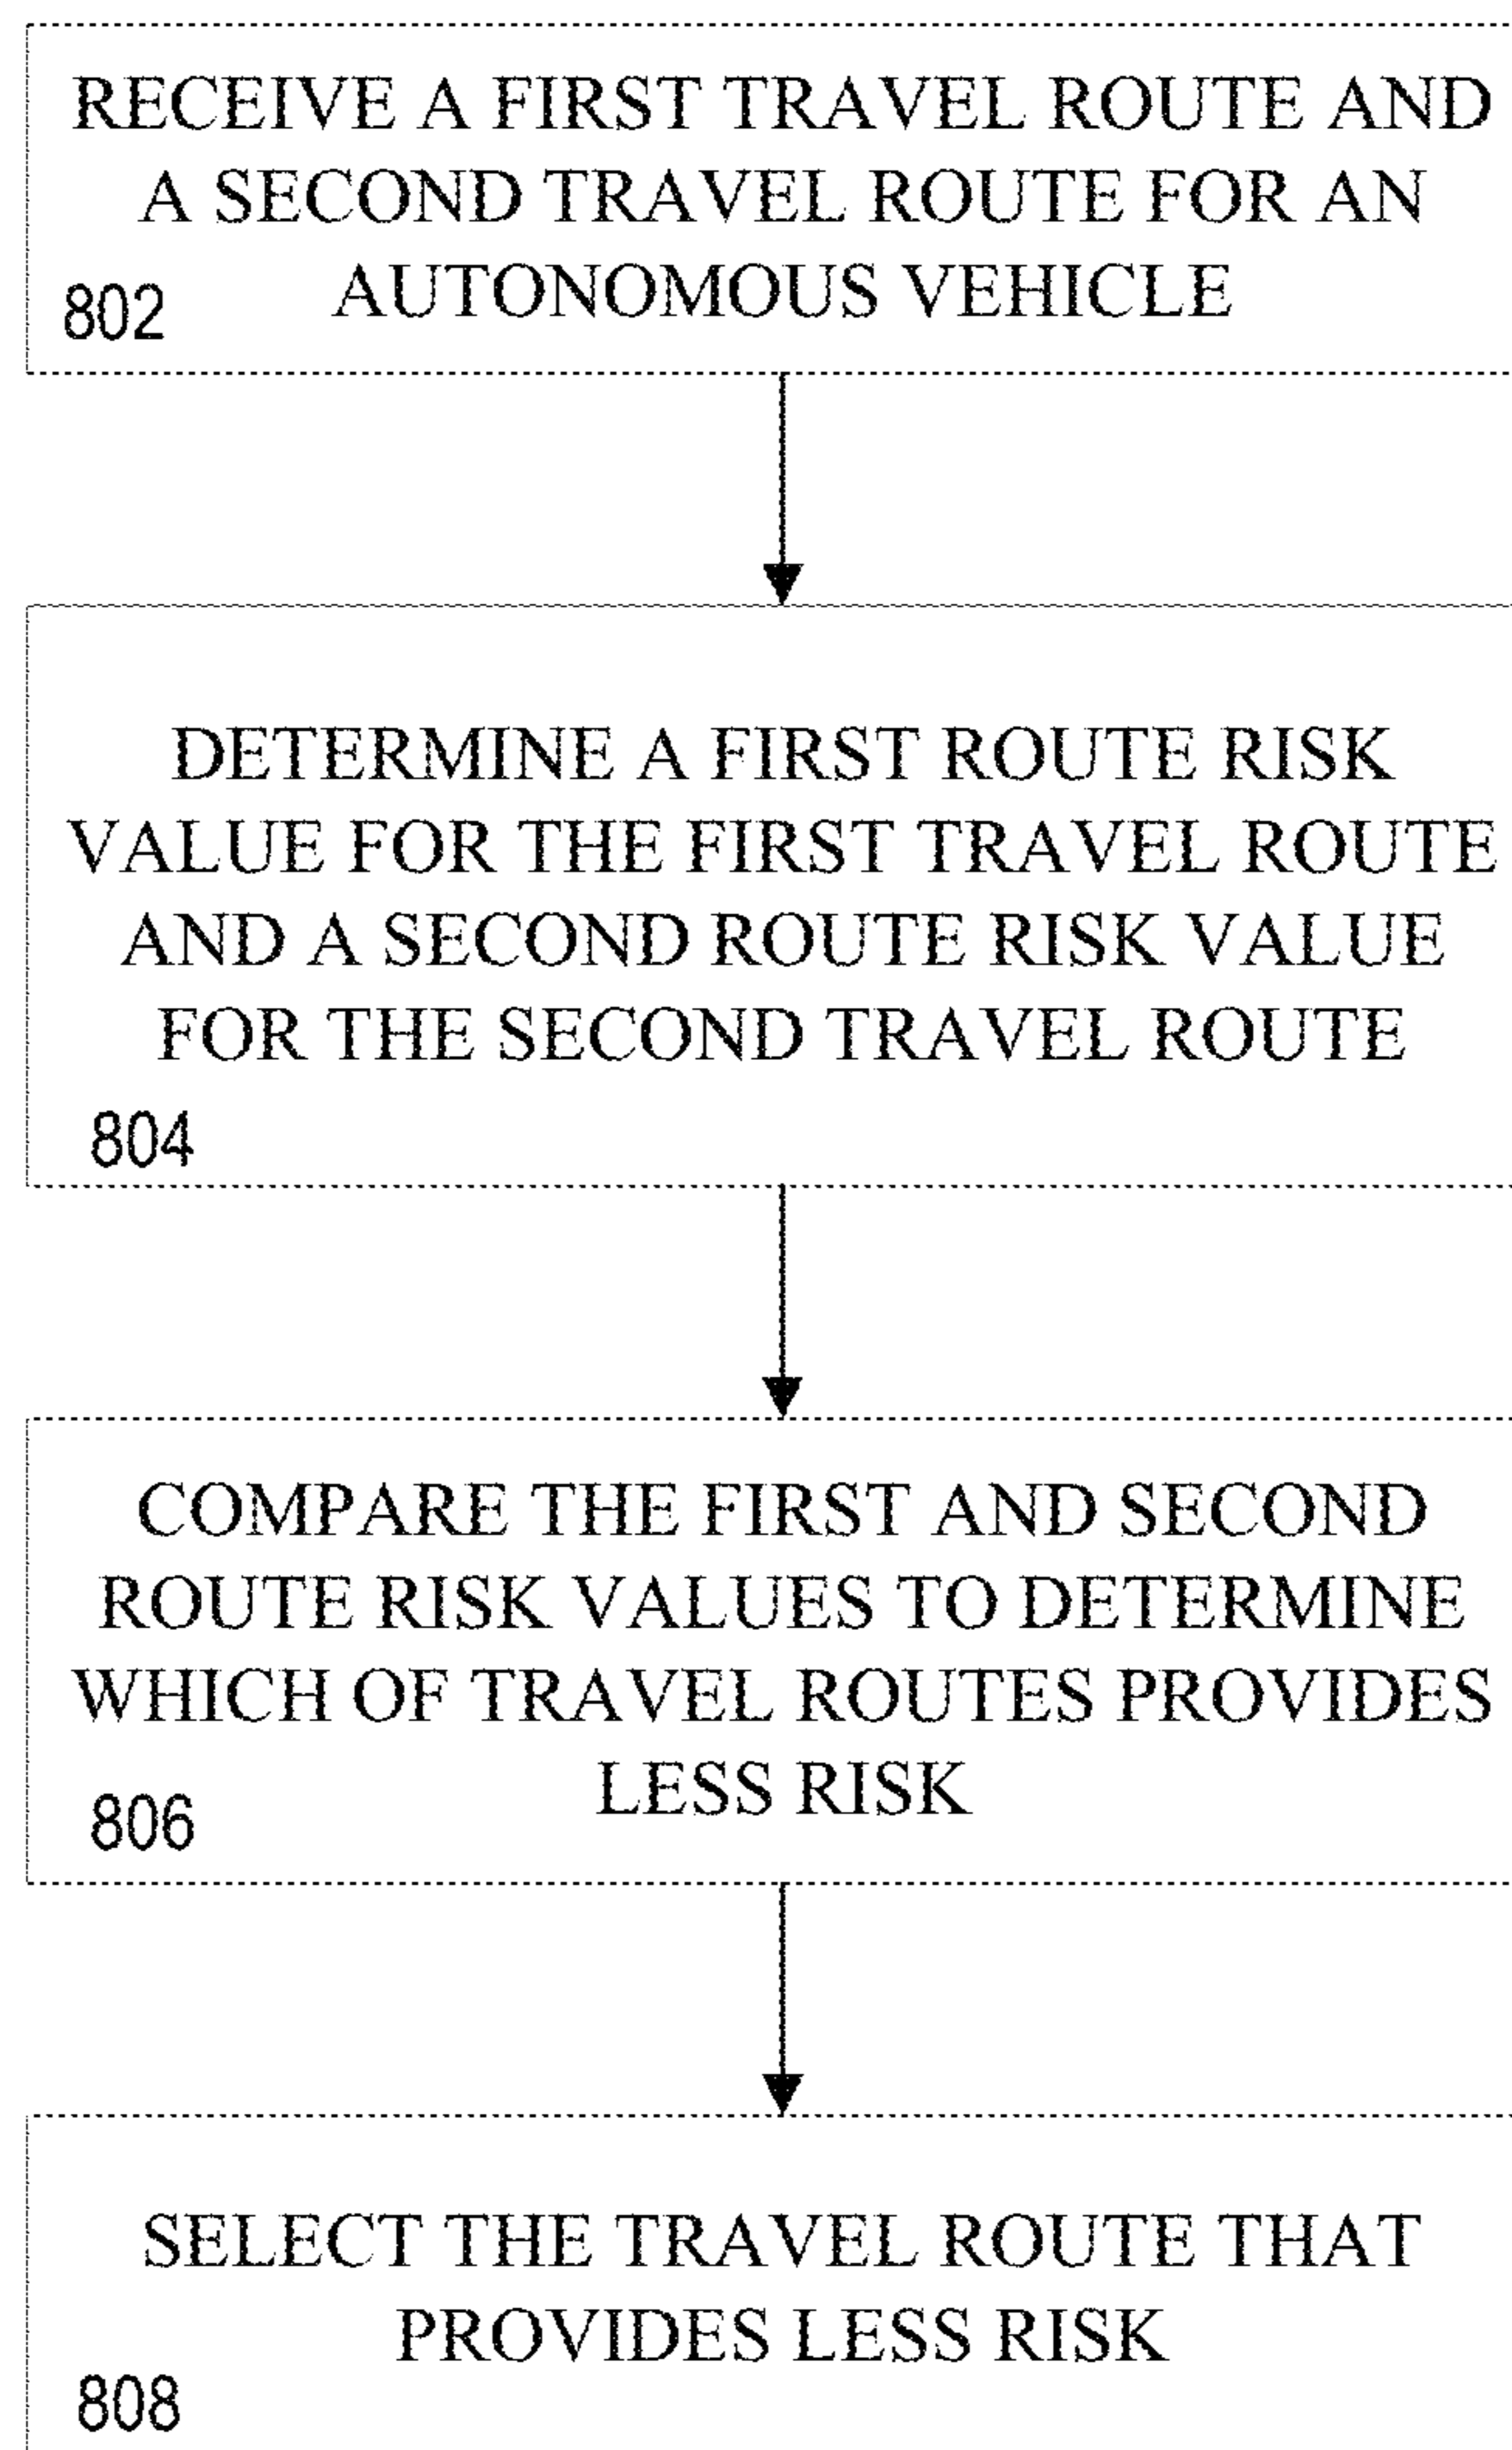 RECEIVE A FIRST TRAVEL ROUTE AND
A SECOND TRAVEL ROUTE FOR AN
AUTONOMOUS VEHICLE
802
DETERMINE A FIRST ROUTE RISK
VALUE FOR THE FIRST TRAVEL ROUTE
AND A SECOND ROUTE RISK VALUE
FOR THE SECOND TRAVEL ROUTE
804
COMPARE THE FIRST AND SECOND
ROUTE RISK VALUES TO DETERMINE
WHICH OF TRAVEL ROUTES PROVIDES
LESS RISK
806
SELECT THE TRAVEL ROUTE THAT
PROVIDES LESS RISK
808